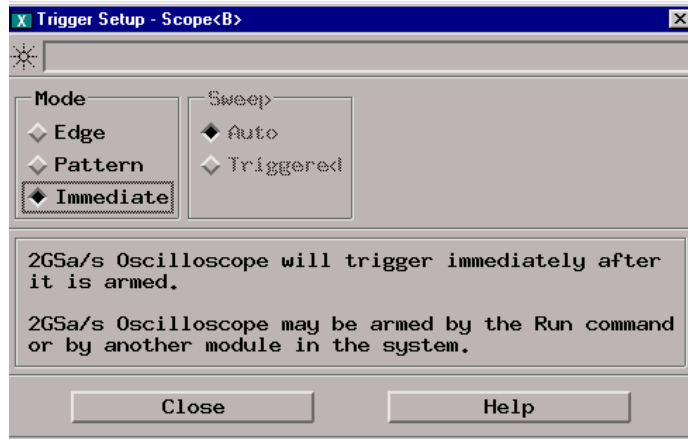 Trigger Setup - Scope<B>
Mode
Sweep
Edge
Auto
Pattern
Triggered
Immediate
2GSa/s Oscilloscope will trigger immediately after
it is armed.
2GSa/s Oscilloscope may be armed by the Run command
or by another module in the system.
Close
Help